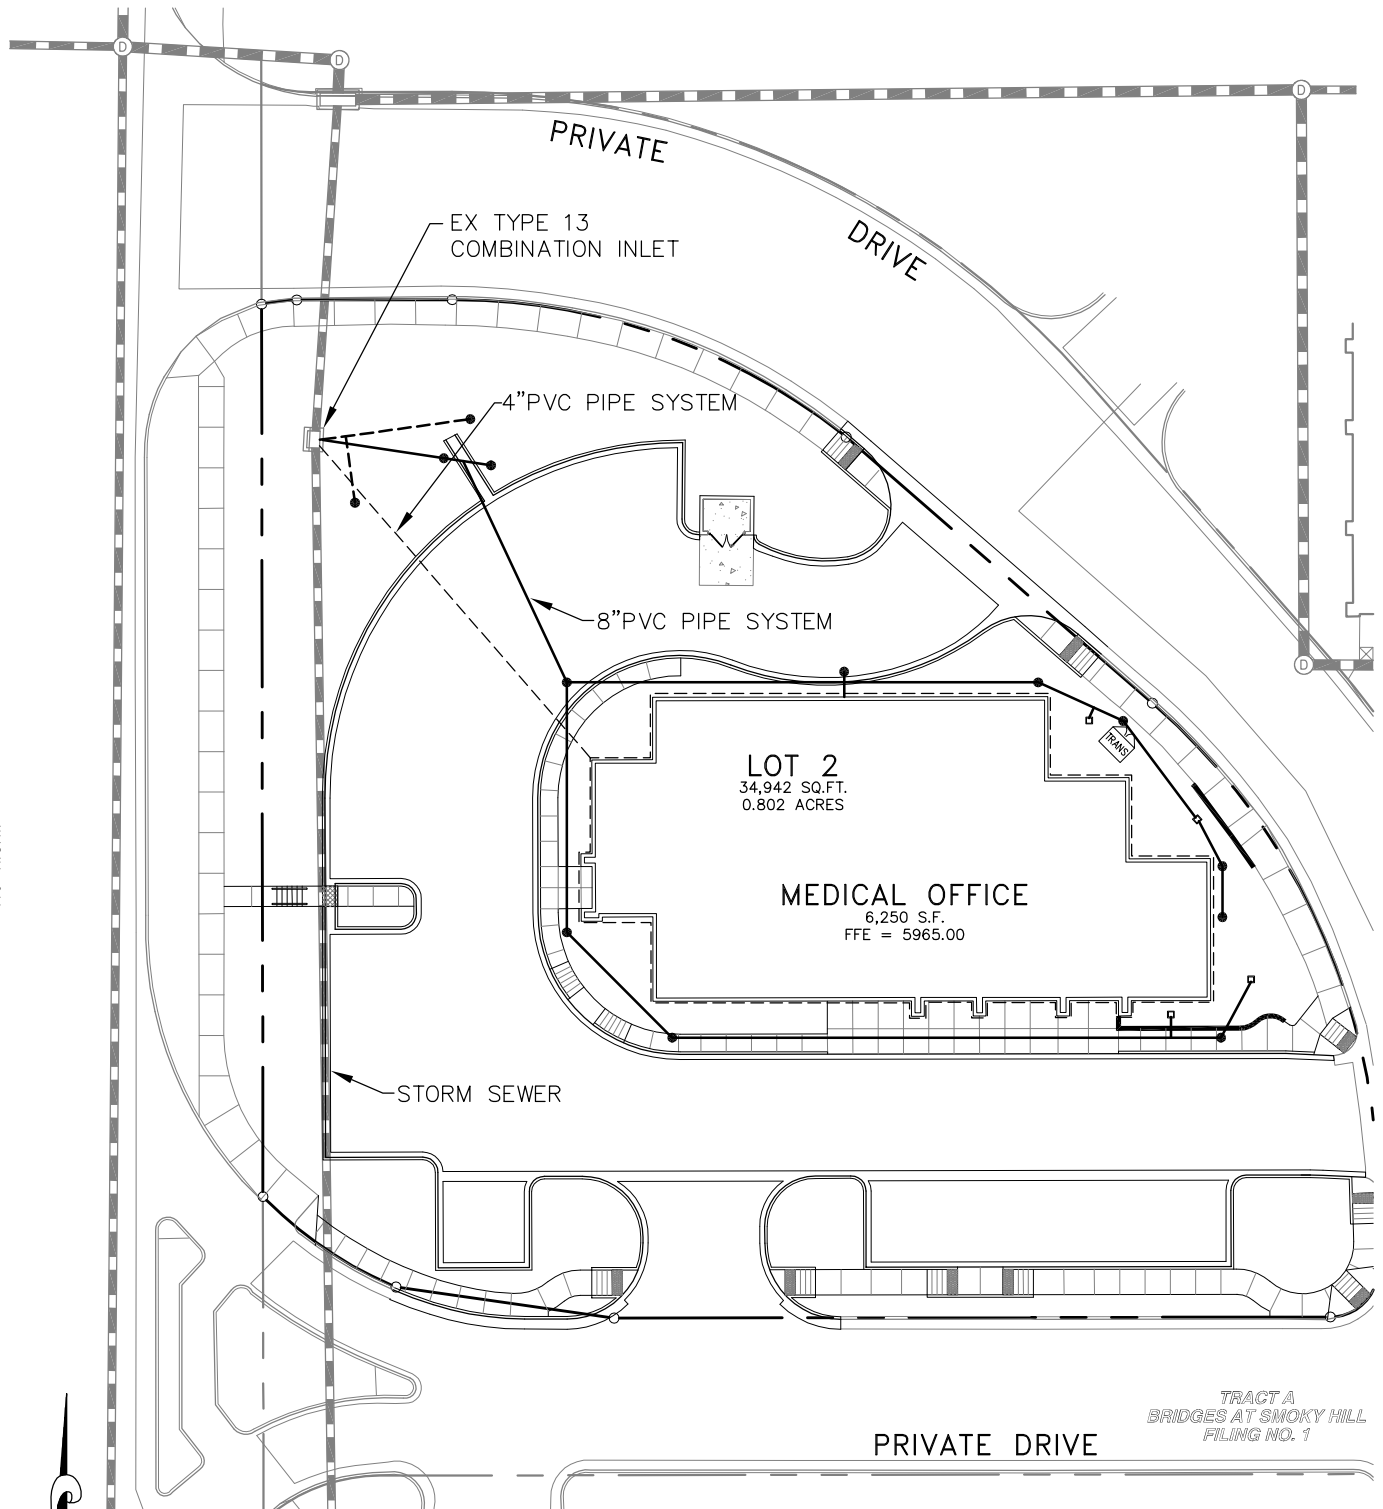 D
D
D
PRIVATE
EX TYPE 13
COMBINATION INLET
DRIVE
4"PVC PIPE SYSTEM
8"PVC PIPE SYSTEM
D
TRANS
LOT 2
34,942 SQ.FT.
0.802 ACRES
MEDICAL OFFICE
6,250 S.F.
FFE = 5965.00
STORM SEWER
TRACT A
BRIDGES AT SMOKY HILL
FILING NO. 1
PRIVATE DRIVE